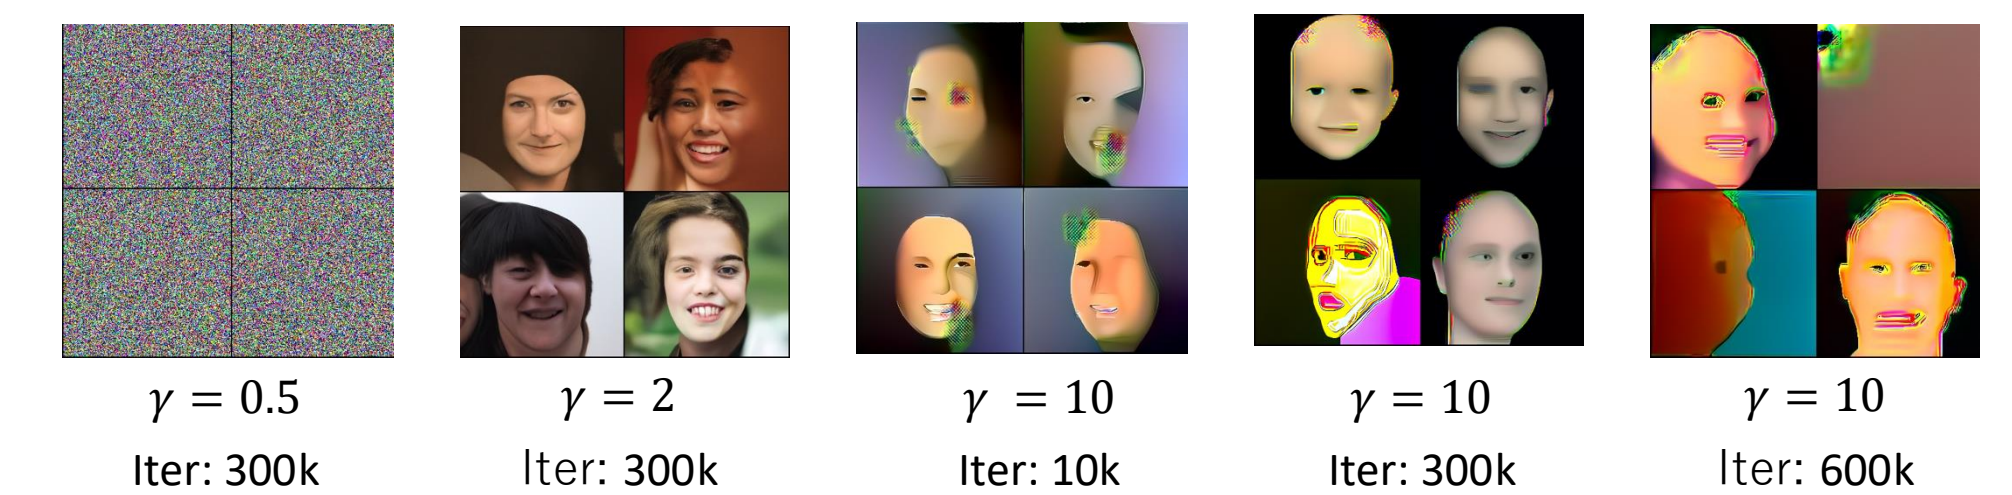 γ = 0.5
Iter: 300k
γ = 2
Iter: 300k
γ = 10
Iter: 10k
γ = 10
Iter: 300k
γ = 10
Iter: 600k